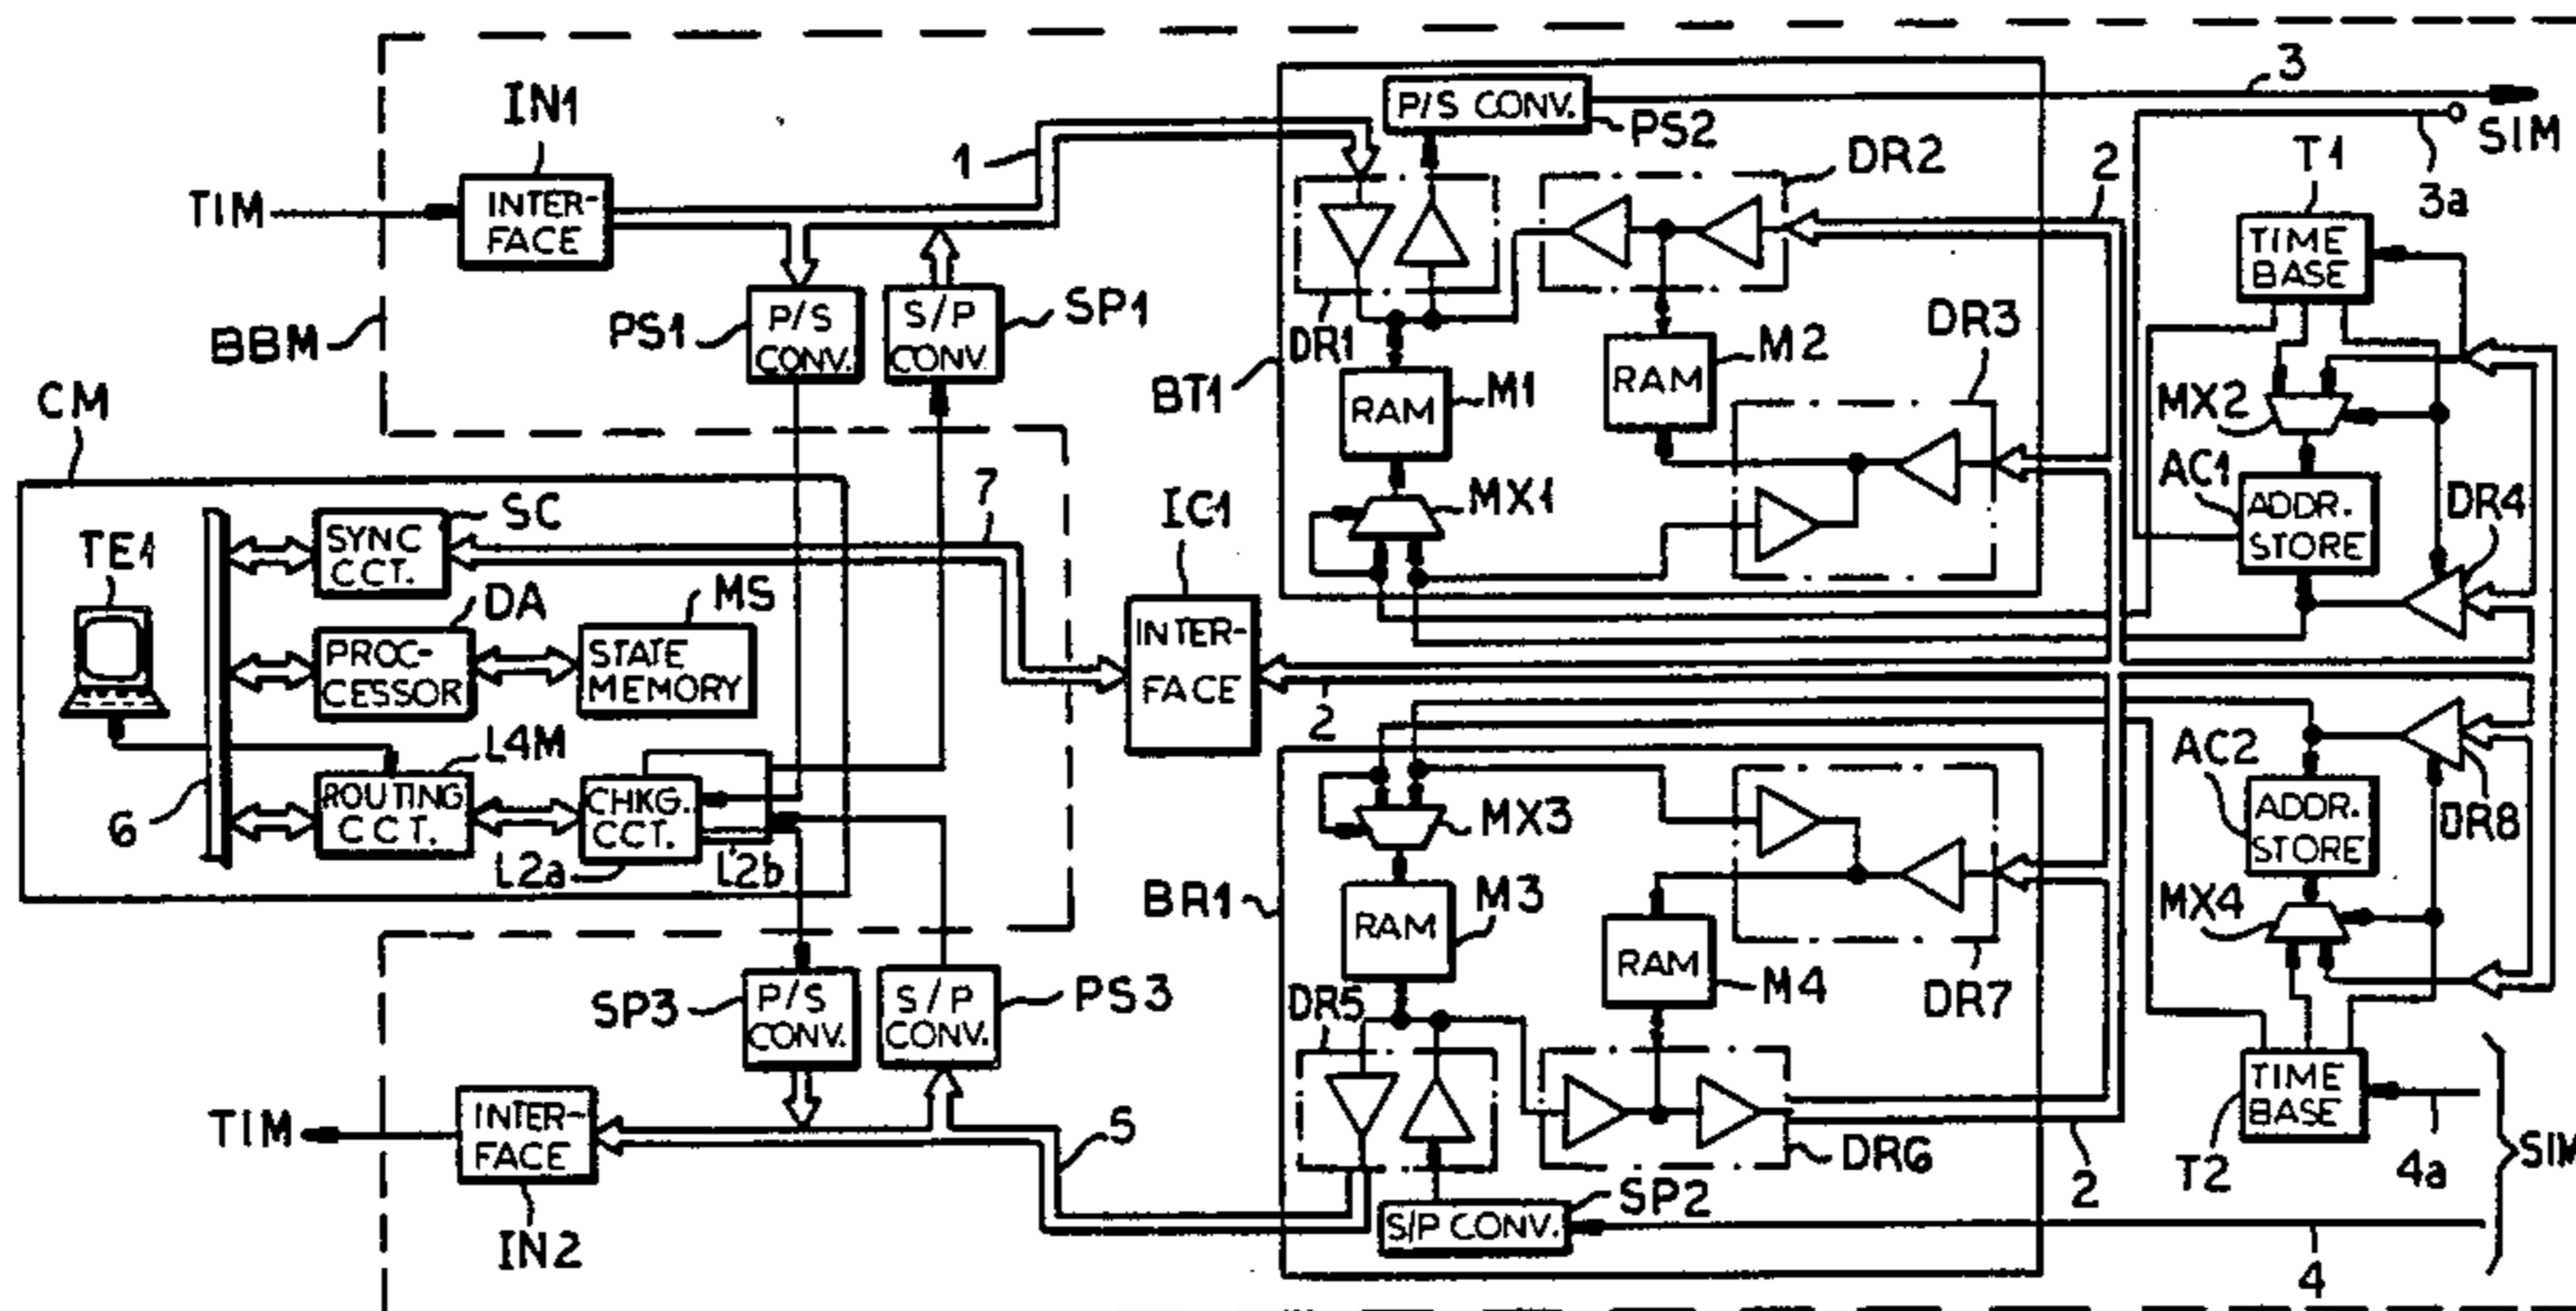 3
P/S CONV.
PS2
SIM
IN1
1
DR2
2
T1
3a
TIM
INTER-
FACE
TIME
BASE
BBM
PS1
P/S
CONV.
S/P
CONV.
SP1
DR1
M2
DR3
BT1
RAM
M1
RAM
MX2
CM
AC1
ADDR.
STORE
DR4
MX1
IC1
7
SC
SYNC
CCT.
TE1
DA
MS
PROC-
CESSOR
STATE
MEMORY
INTER-
FACE
2
L4M
6
ROUTING
CCT.
CHKG.
CCT.
L2a
L2b
AC2
ADDR.
STORE
DR8
MX3
BR1
RAM
M3
RAM
M4
DR7
MX4
SP3
P/S
CONV.
S/P
CONV.
PS3
DR5
TIME
BASE
T2
4a
SIM
TIM
INTER-
FACE
5
DR6
2
IN2
SP2
S/P CONV.
4